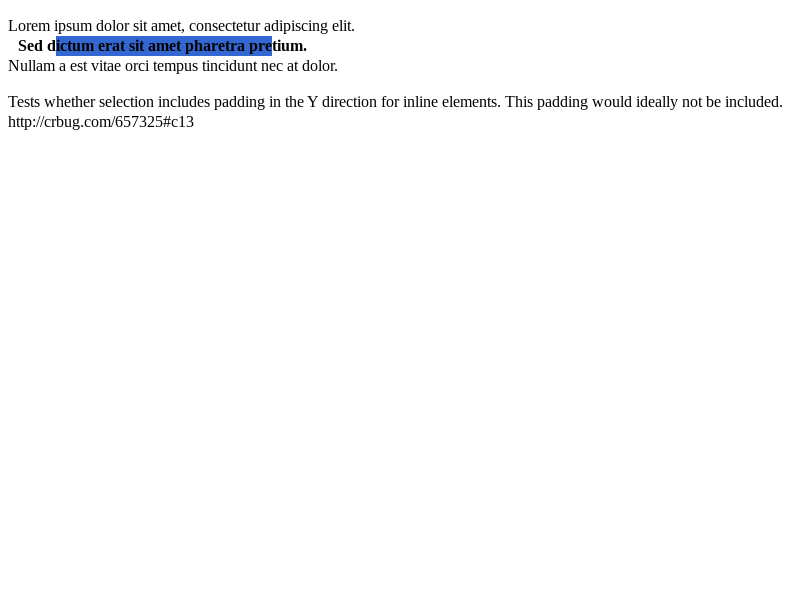 Lorem ipsum dolor sit amet, consectetur adipiscing elit.
Sed dictum erat sit amet pharetra pretium.
Nullam a est vitae orci tempus tincidunt nec at dolor.
Tests whether selection includes padding in the Y direction for inline elements. This padding would ideally not be included.
http://crbug.com/657325#c13